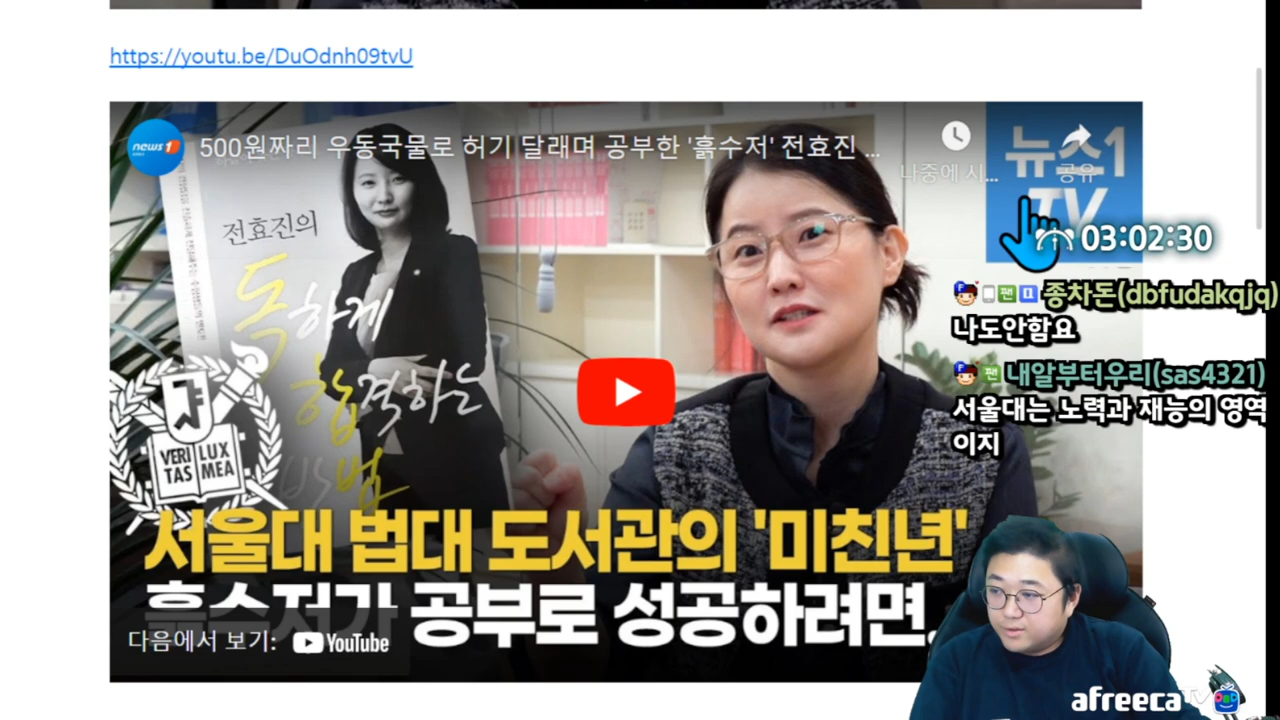 https://youtu.be/DuOdnh09tvU
news1
500원짜리 우동국물로 허기 달래며 공부한 '흙수저' 전효진 ...
나중에 시...
공유
뉴스1
TV
03:02:30
전효진의
독하게
합격하는
방법
종차돈(dbfudakqjq)
나도안함요
내알부터우리(sas4321)
서울대는 노력과 재능의 영역
이지
VERI LUX
TAS MEA
서울대 법대 도서관의 '미친년'
흙수저가 공부로 성공하려면..
다음에서 보기: YouTube
afreecaTV